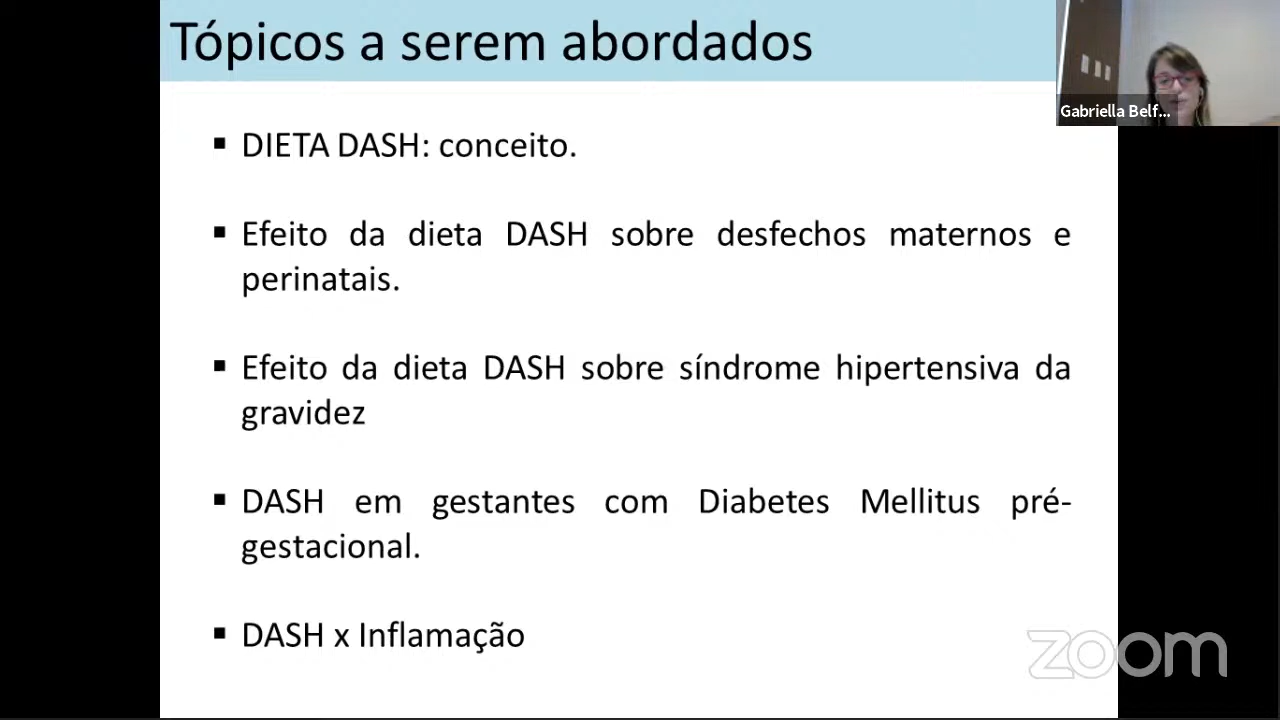 Tópicos a serem abordados
Gabriella Belf...
▪ DIETA DASH: conceito.
▪ Efeito da dieta DASH sobre desfechos maternos e
perinatais.
▪ Efeito da dieta DASH sobre síndrome hipertensiva da
gravidez
▪ DASH em gestantes com Diabetes Mellitus pré-
gestacional.
▪ DASH x Inflamação
zoom